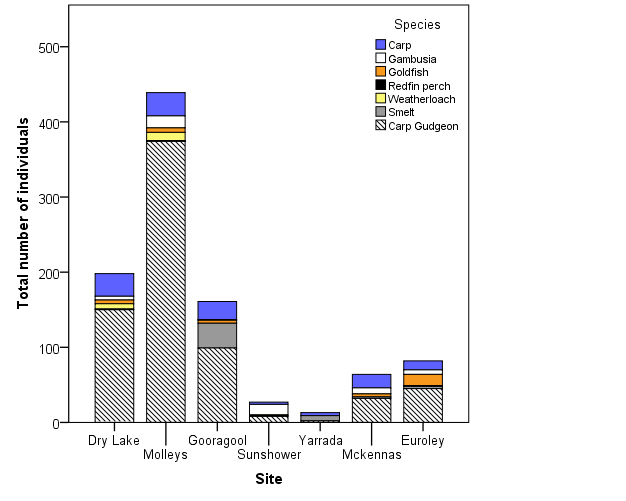 Species
Carp
Gambusia
Goldfish
Redfin perch
Weatherloach
Smelt
Carp Gudgeon
Total number of individuals
500
400
300
200
100
0
Dry Lake
Molleys
Gooragool
Sunshower
Yarrada
Mckennas
Euroley
Site